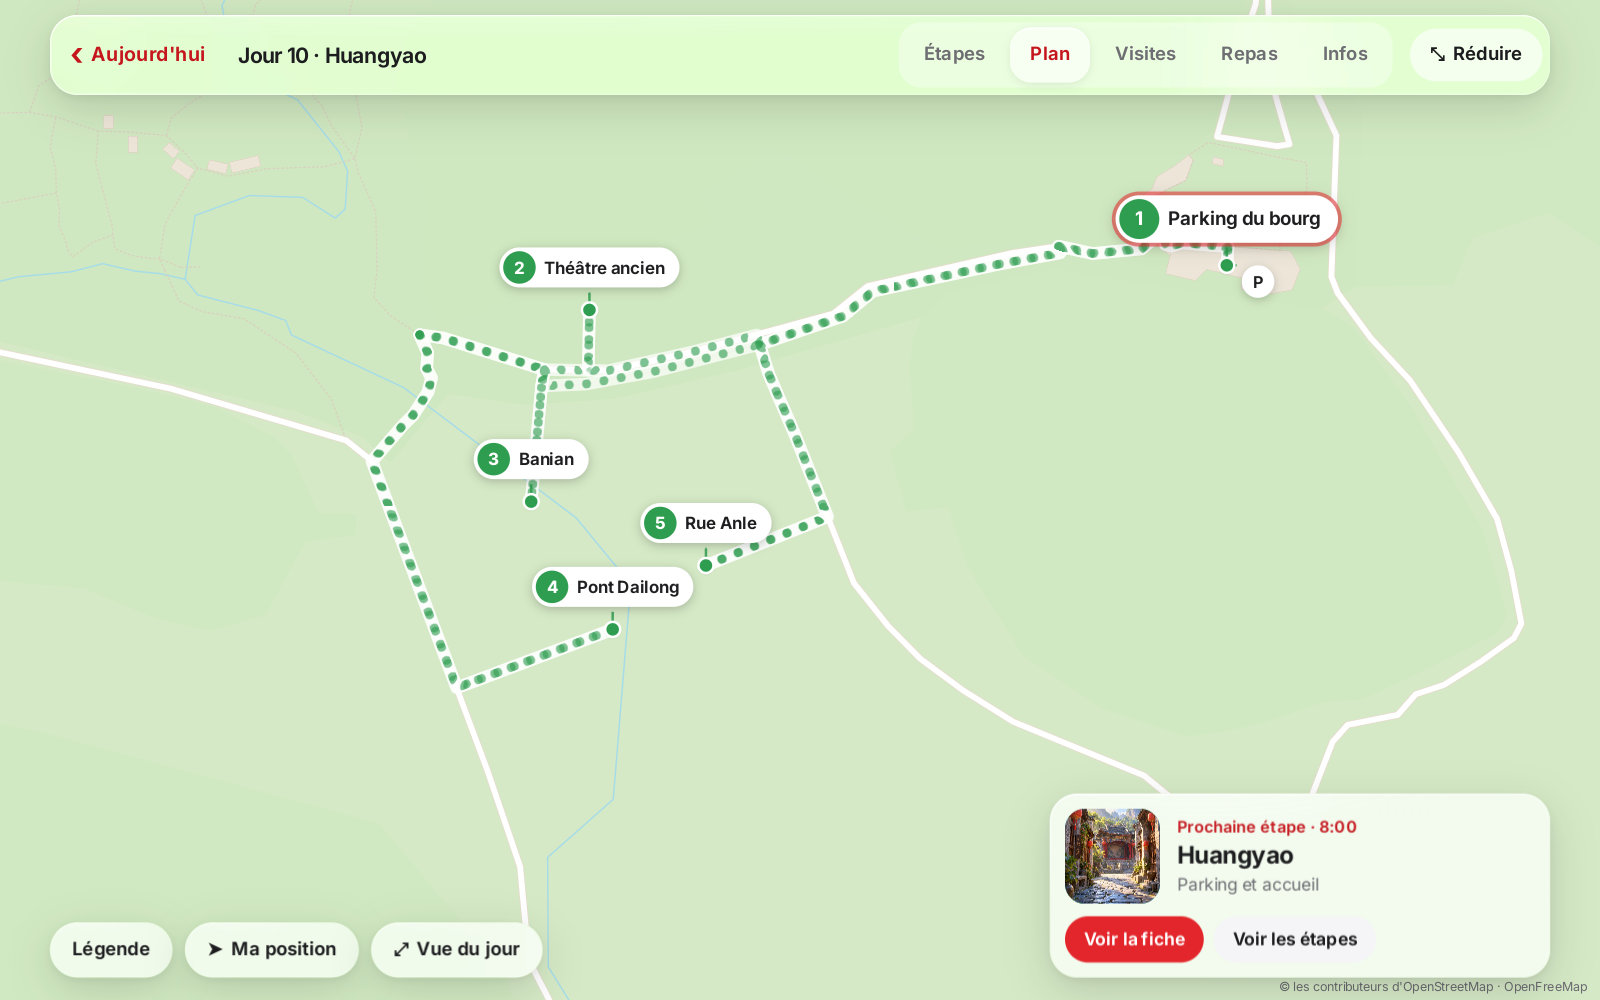 Aujourd'hui
Jour 10 · Huangyao
Étapes
Plan
Visites
Repas
Infos
Réduire
1 Parking du bourg
P
2 Théâtre ancien
3 Banian
5 Rue Anle
4 Pont Dailong
Prochaine étape · 8:00
Huangyao
Parking et accueil
Voir la fiche
Voir les étapes
Légende
Ma position
Vue du jour
© les contributeurs d'OpenStreetMap · OpenFreeMap